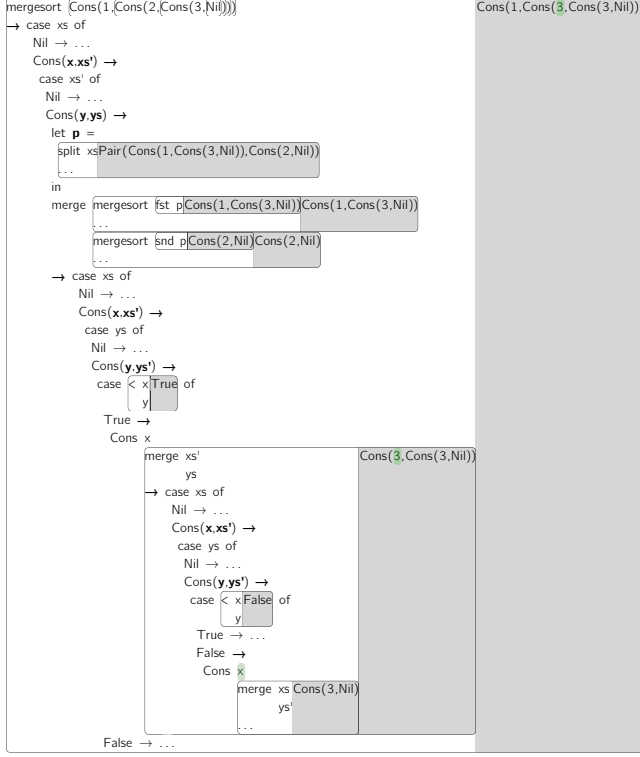 mergesort Cons(1,Cons(2,Cons(3,Nil))) Cons(1,Cons(3,Cons(3,Nil)))
→ case xs of
Nil → ...
Cons(x,xs') →
case xs' of
Nil → ...
Cons(y,ys) →
let p =
split xs Pair(Cons(1,Cons(3,Nil)),Cons(2,Nil))
...
in
merge mergesort fst p Cons(1,Cons(3,Nil)) Cons(1,Cons(3,Nil))
...
mergesort snd p Cons(2,Nil) Cons(2,Nil)
...
→ case xs of
Nil → ...
Cons(x,xs') →
case ys of
Nil → ...
Cons(y,ys') →
case < x True of
y
True →
Cons x
merge xs' Cons(3,Cons(3,Nil))
ys
→ case xs of
Nil → ...
Cons(x,xs') →
case ys of
Nil → ...
Cons(y,ys') →
case < x False of
y
True → ...
False →
Cons x
merge xs Cons(3,Nil)
ys'
...
False → ...